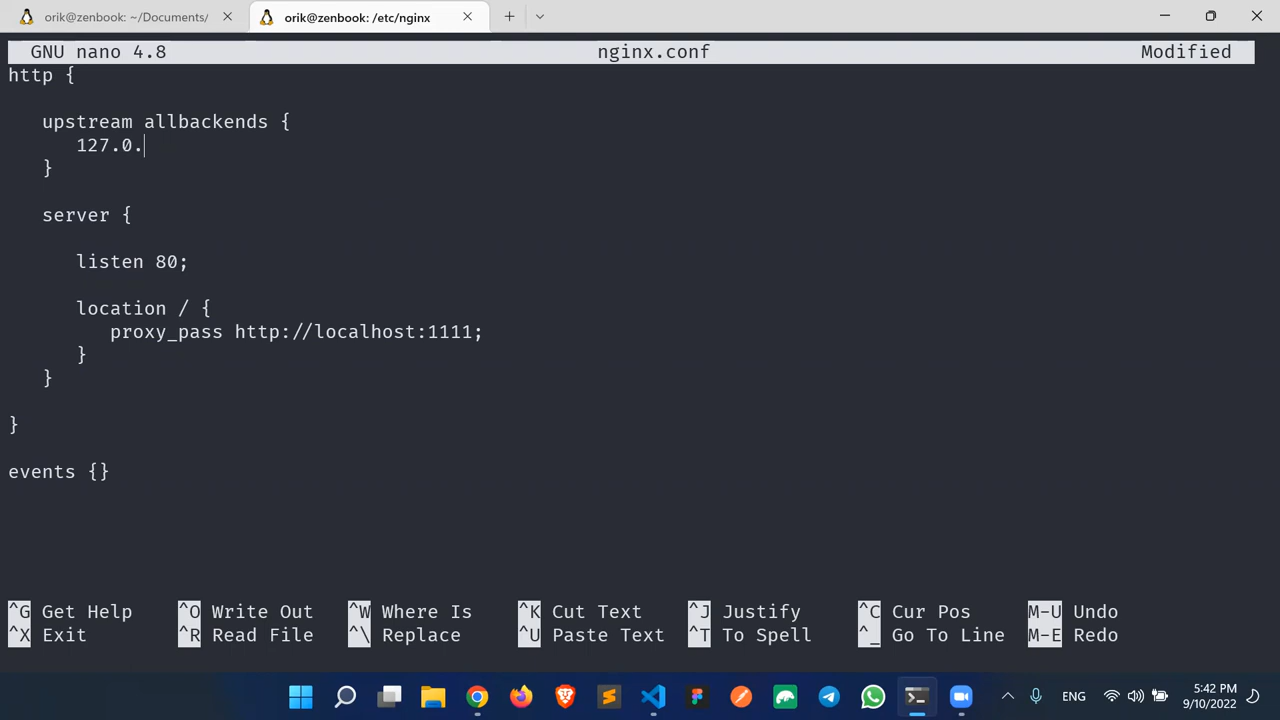 orik@zenbook: ~/Documents/
orik@zenbook: /etc/nginx
GNU nano 4.8 nginx.conf Modified
http {
upstream allbackends {
127.0.
}
server {
listen 80;
location / {
proxy_pass http://localhost:1111;
}
}
}
events {}
^G Get Help ^O Write Out ^W Where Is ^K Cut Text ^J Justify ^C Cur Pos M-U Undo
^X Exit ^R Read File ^\ Replace ^U Paste Text ^T To Spell ^_ Go To Line M-E Redo
ENG
5:42 PM
9/10/2022